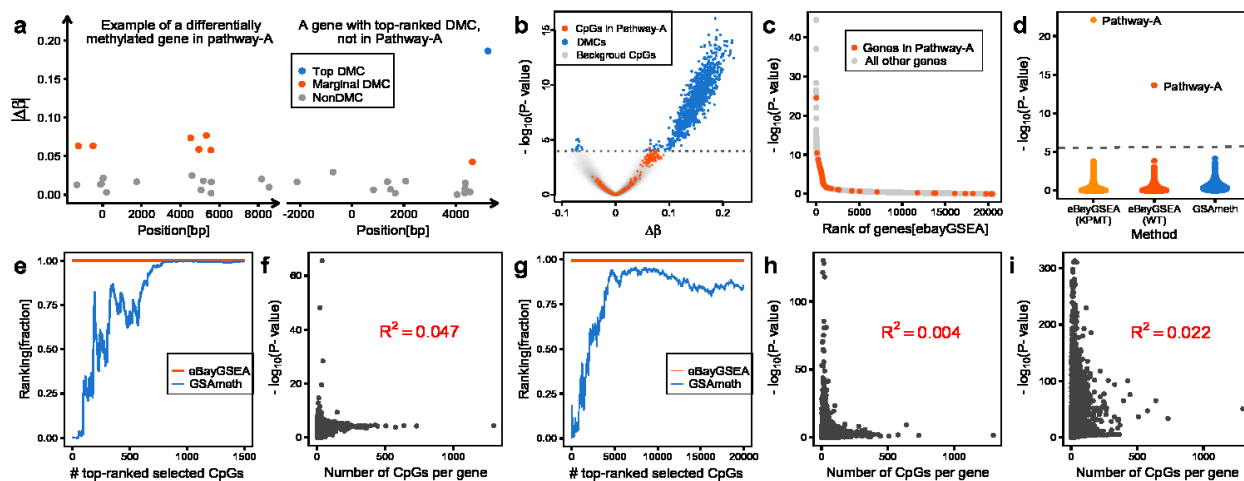 a
Example of a differentially
methylated gene in pathway-A
A gene with top-ranked DMC,
not in Pathway-A
Top DMC
Marginal DMC
NonDMC
|Δβ|
0.20
0.15
0.10
0.05
0.00
0 2000 4000 6000 8000
Position[bp]
-2000 0 2000 4000 6000
Position[bp]
b
CpGs in Pathway-A
DMCs
Backgroud CpGs
- log10(P- value)
15
10
5
0
-0.1 0 0.1 0.2
Δβ
c
Genes in Pathway-A
All other genes
- log10(P- value)
40
30
20
10
0
0 5000 10000 15000 20000
Rank of genes[ebayGSEA]
d
Pathway-A
Pathway-A
- log10(P- value)
20
15
10
5
0
eBayGSEA
(KPMT)
eBayGSEA
(WT)
GSAmeth
Method
e
Ranking[fraction]
1.00
0.75
0.50
0.25
0.00
eBayGSEA
GSAmeth
0 500 1000 1500
# top-ranked selected CpGs
f
- log10(P- value)
60
40
20
0
R² = 0.047
0 500 1000
Number of CpGs per gene
g
Ranking[fraction]
1.00
0.75
0.50
0.25
0.00
eBayGSEA
GSAmeth
0 5000 10000 15000 20000
# top-ranked selected CpGs
h
- log10(P- value)
100
50
0
R² = 0.004
0 500 1000
Number of CpGs per gene
i
- log10(P- value)
300
200
100
0
R² = 0.022
0 500 1000
Number of CpGs per gene